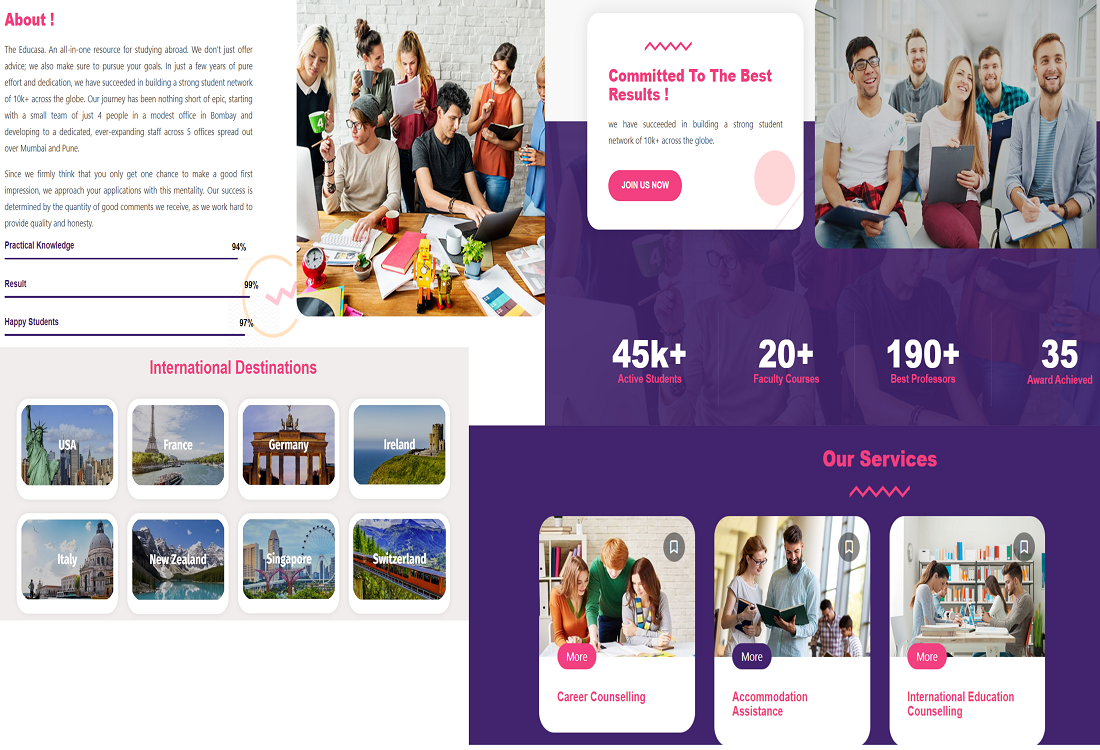 About !
The Educasa. An all-in-one resource for studying abroad. We don't just offer
advice; we also make sure to pursue your goals. In just a few years of pure
effort and dedication, we have succeeded in building a strong student network
of 10k+ across the globe. Our journey has been nothing short of epic, starting
with a small team of just 4 people in a modest office in Bombay and
developing to a dedicated, ever-expanding staff across 5 offices spread out
over Mumbai and Pune.
Since we firmly think that you only get one chance to make a good first
impression, we approach your applications with this mentality. Our success is
determined by the quantity of good comments we receive, as we work hard to
provide quality and honesty.
Practical Knowledge 94%
Result 99%
Happy Students 97%
4
Committed To The Best
Results !
we have succeeded in building a strong student
network of 10k+ across the globe.
JOIN US NOW
45k+
Active Students
20+
Faculty Courses
190+
Best Professors
35
Award Achieved
International Destinations
USA
France
Germany
Ireland
Italy
New Zealand
Singapore
Switzerland
Our Services
More
Career Counselling
More
Accommodation
Assistance
More
International Education
Counselling